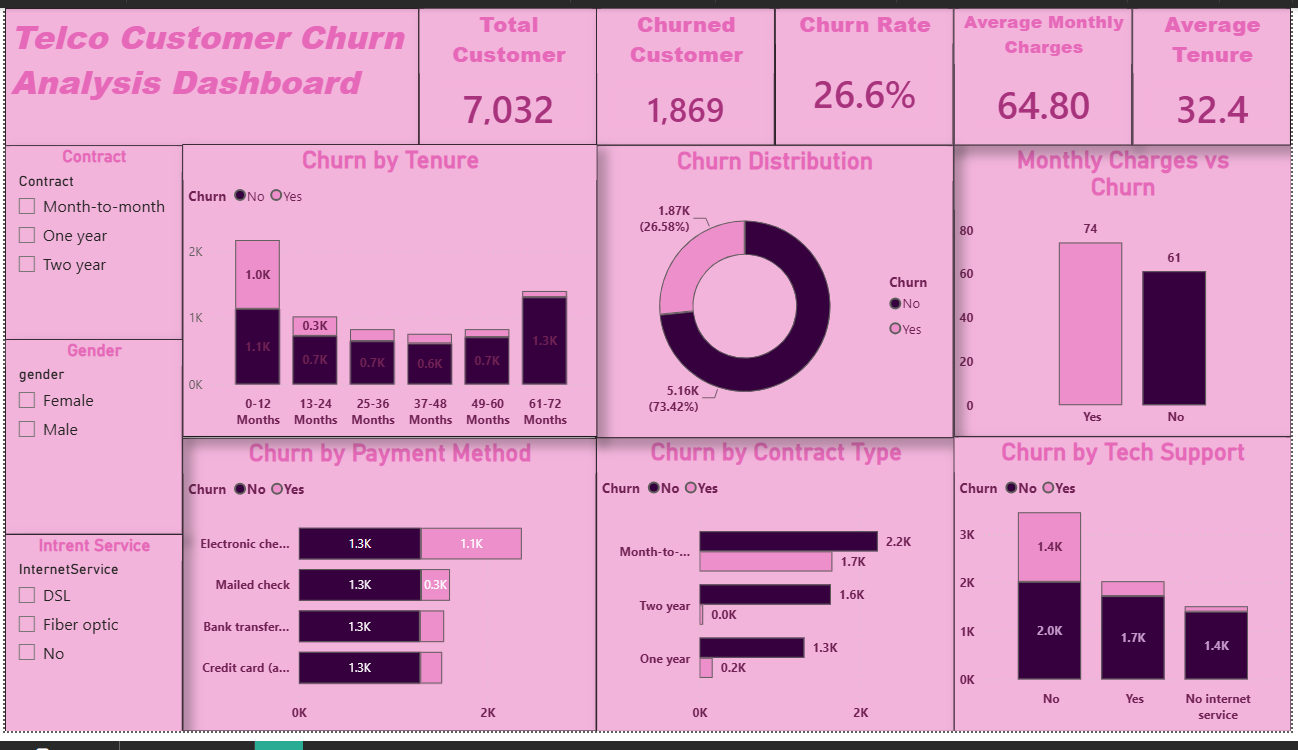 Telco Customer Churn
Analysis Dashboard
Total
Customer
7,032
Churned
Customer
1,869
Churn Rate
26.6%
Average Monthly
Charges
64.80
Average
Tenure
32.4
Contract
Contract
Month-to-month
One year
Two year
Gender
gender
Female
Male
Intrent Service
InternetService
DSL
Fiber optic
No
Churn by Tenure
Churn No Yes
2K
1K
0K
1.0K
1.1K
0.3K
0.7K
0.7K
0.6K
0.7K
1.3K
0-12
Months
13-24
Months
25-36
Months
37-48
Months
49-60
Months
61-72
Months
Churn Distribution
1.87K
(26.58%)
5.16K
(73.42%)
Churn
No
Yes
Monthly Charges vs
Churn
80
60
40
20
0
74
61
Yes
No
Churn by Payment Method
Churn No Yes
Electronic che... 1.3K 1.1K
Mailed check 1.3K 0.3K
Bank transfer... 1.3K
Credit card (a... 1.3K
0K 2K
Churn by Contract Type
Churn No Yes
Month-to-...
2.2K
1.7K
Two year
1.6K
0.0K
One year
1.3K
0.2K
0K 2K
Churn by Tech Support
Churn No Yes
3K
2K
1K
0K
1.4K
2.0K
1.7K
1.4K
No
Yes
No internet
service